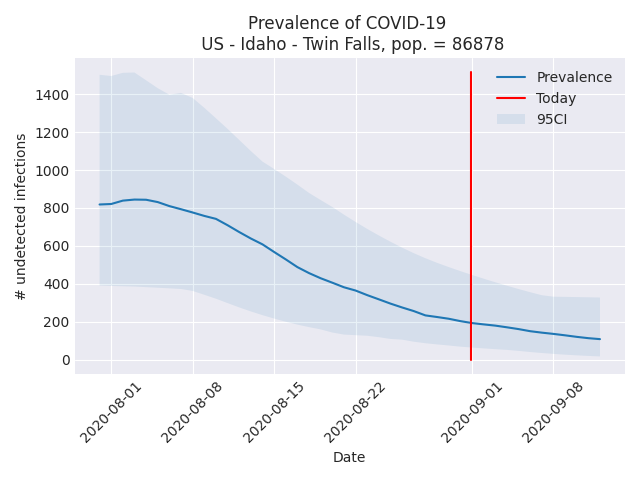 Prevalence of COVID-19
US - Idaho - Twin Falls, pop. = 86878
Prevalence
Today
95CI
# undetected infections
1400
1200
1000
800
600
400
200
0
2020-08-01
2020-08-08
2020-08-15
2020-08-22
2020-09-01
2020-09-08
Date